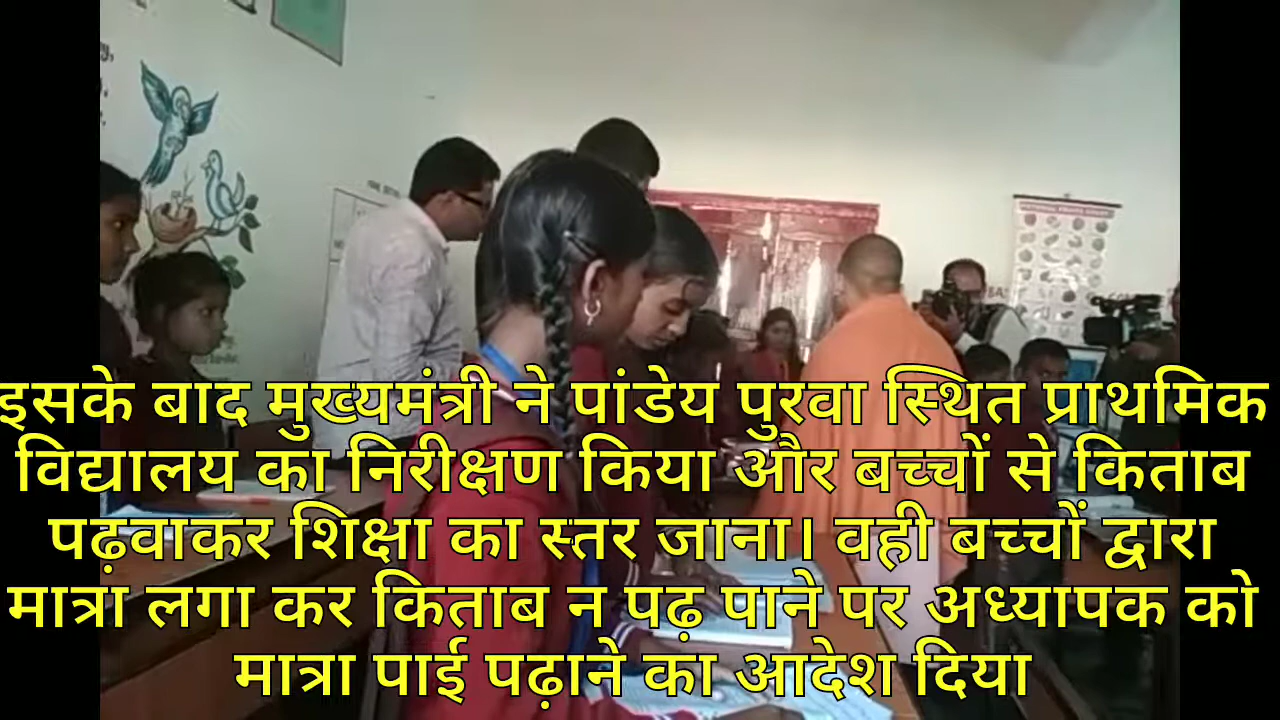 इसके बाद मुख्यमंत्री ने पांडेय पुरवा स्थित प्राथमिक
विद्यालय का निरीक्षण किया और बच्चों से किताब
पढ़वाकर शिक्षा का स्तर जाना। वही बच्चों द्वारा
मात्रा लगा कर किताब न पढ़ पाने पर अध्यापक को
मात्रा पाई पढ़ाने का आदेश दिया